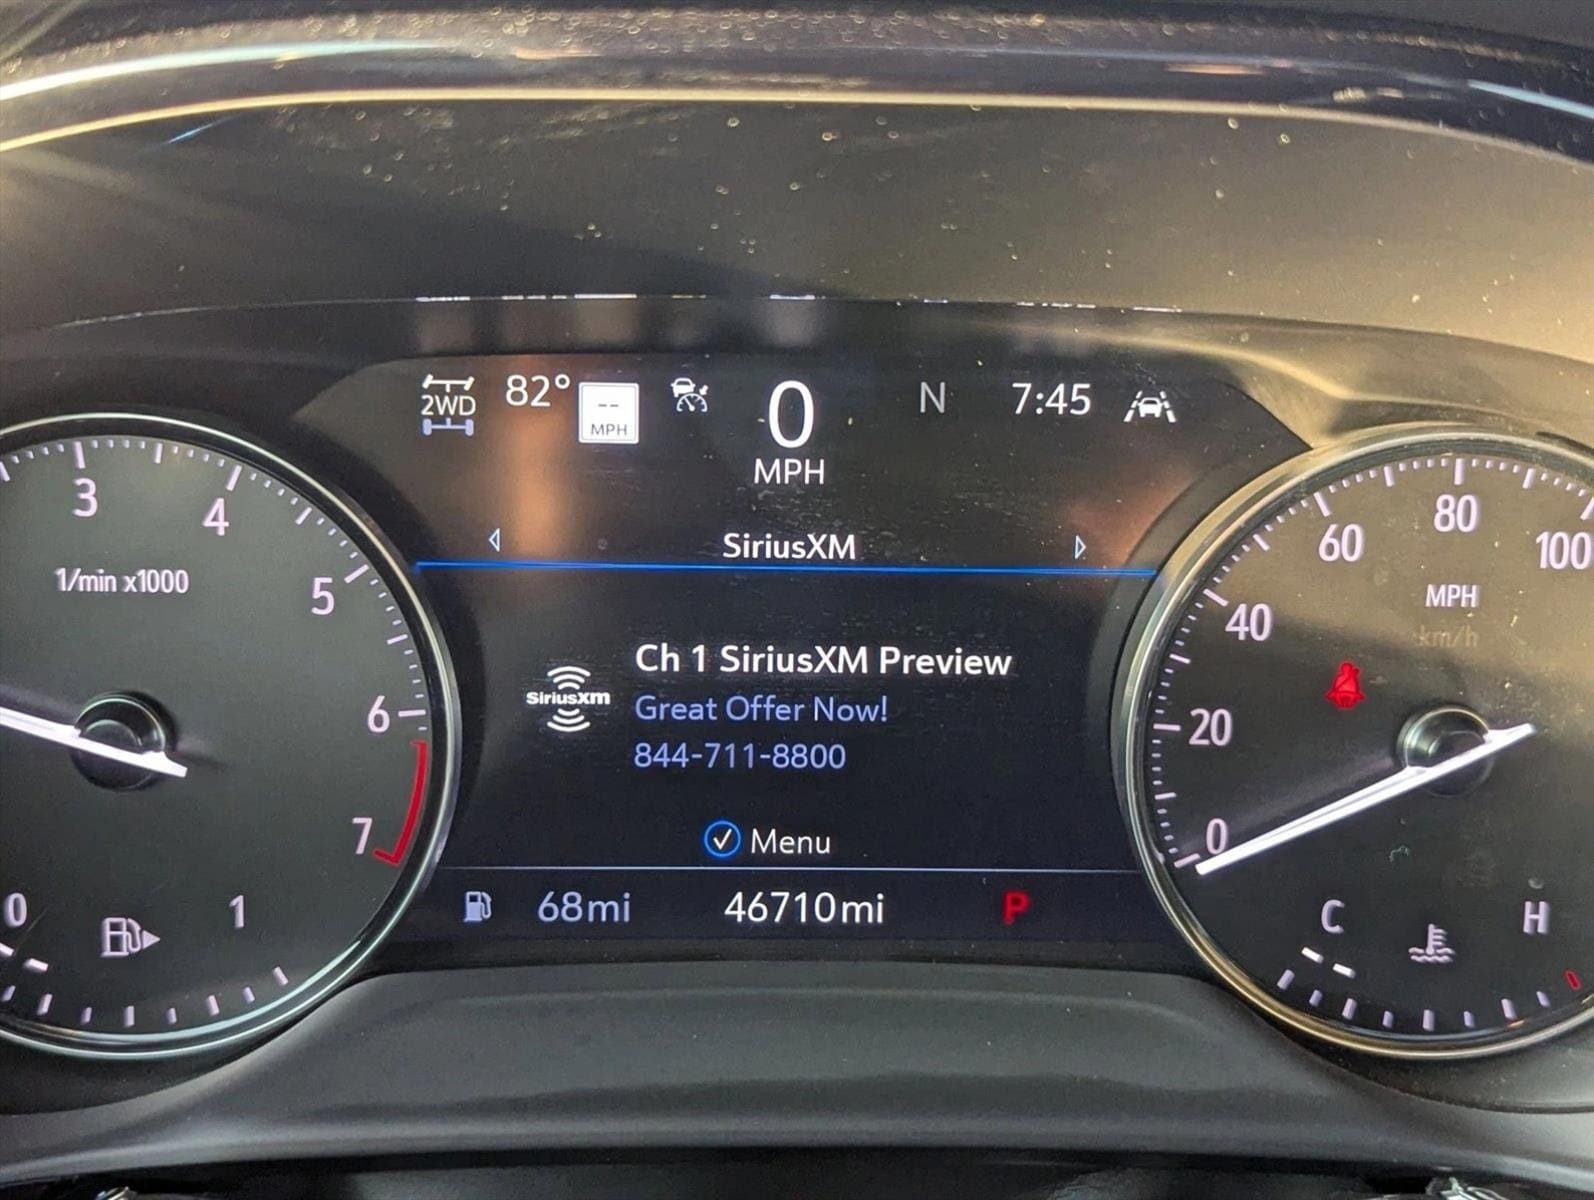 2WD 82° -- MPH 0 MPH N 7:45
SiriusXM
Ch 1 SiriusXM Preview
SiriusXm
Great Offer Now!
844-711-8800
Menu
68mi 46710mi P
3 4 5 6 7
1/min x1000
0 1
0 20 40 60 80 100
MPH
km/h
C H